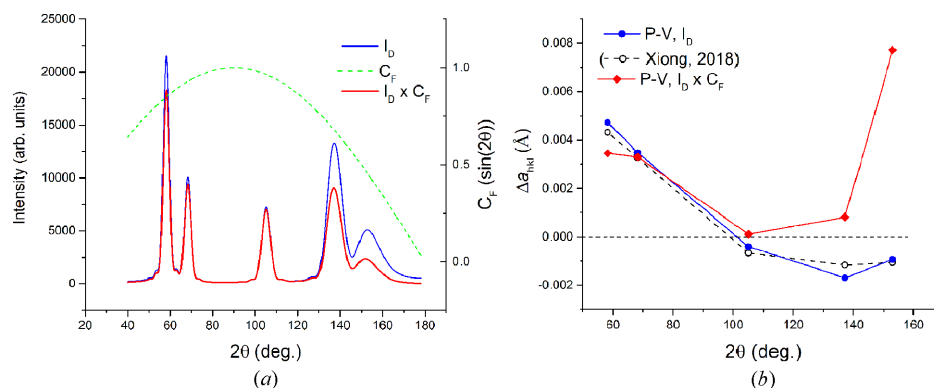 25000
20000
15000
10000
5000
0
Intensity (arb. units)
I_D
C_F
I_D x C_F
1.0
0.5
0.0
C_F (sin(2θ))
20 40 60 80 100 120 140 160 180
2θ (deg.)
(a)
0.008
0.006
0.004
0.002
0.000
-0.002
Δa_hkl (Å)
P-V, I_D
(Xiong, 2018)
P-V, I_D x C_F
60 80 100 120 140 160
2θ (deg.)
(b)